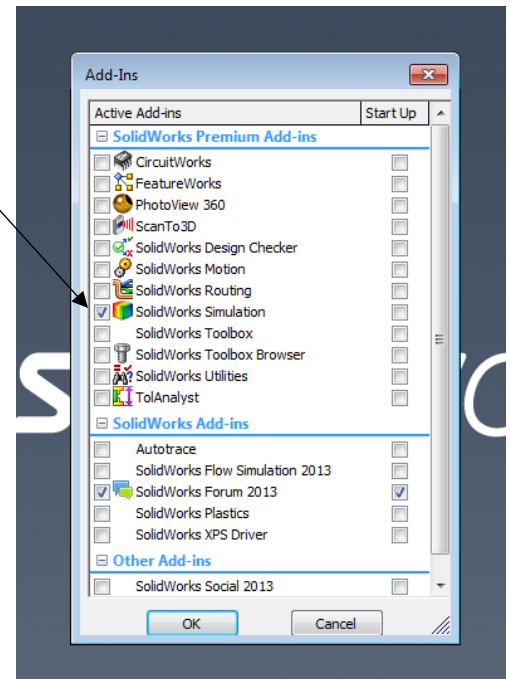 Add-Ins
Active Add-ins Start Up
SolidWorks Premium Add-ins
CircuitWorks
FeatureWorks
PhotoView 360
ScanTo3D
SolidWorks Design Checker
SolidWorks Motion
SolidWorks Routing
SolidWorks Simulation
SolidWorks Toolbox
SolidWorks Toolbox Browser
SolidWorks Utilities
TolAnalyst
SolidWorks Add-ins
Autotrace
SolidWorks Flow Simulation 2013
SolidWorks Forum 2013
SolidWorks Plastics
SolidWorks XPS Driver
Other Add-ins
SolidWorks Social 2013
OK Cancel